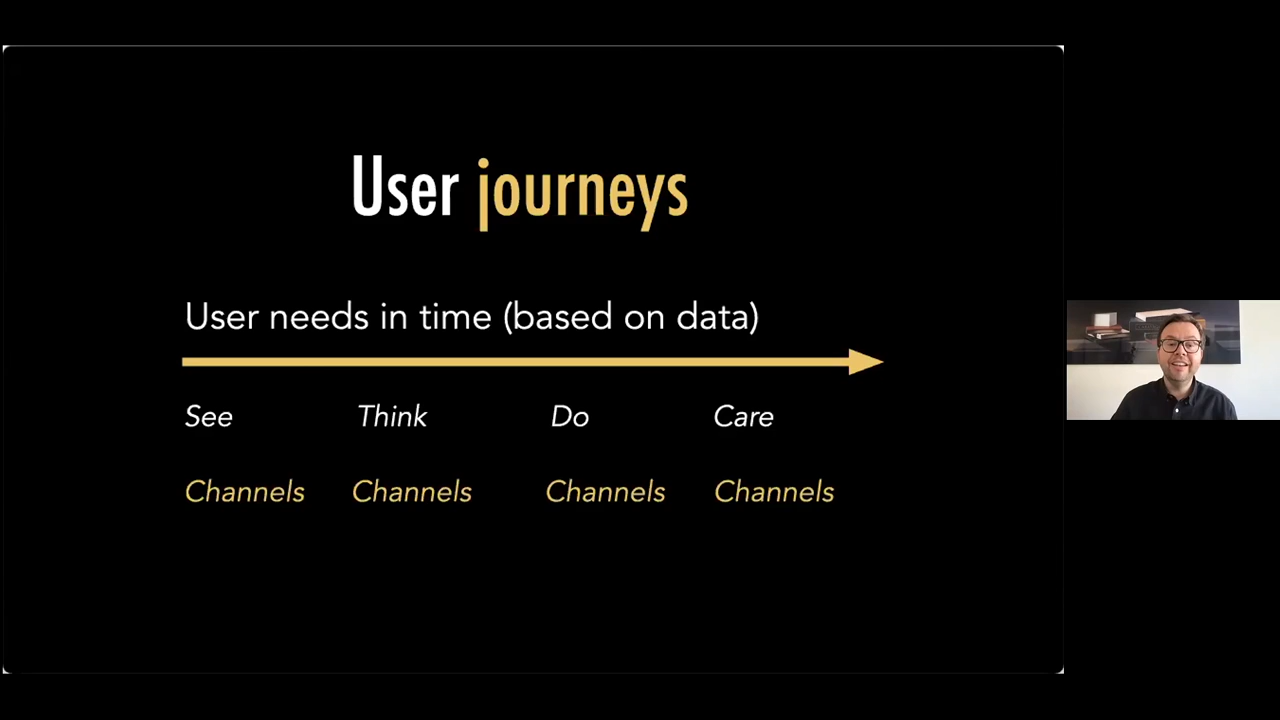 User journeys
User needs in time (based on data)
See Think Do Care
Channels Channels Channels Channels